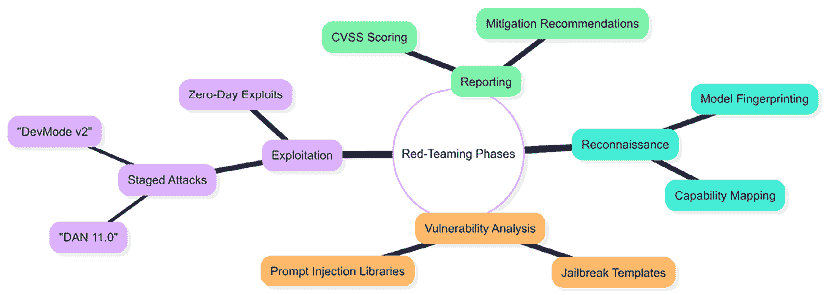 Mitigation Recommendations
CVSS Scoring
Reporting
Zero-Day Exploits
Model Fingerprinting
"DevMode v2"
Exploitation
Red-Teaming Phases
Reconnaissance
Staged Attacks
Capability Mapping
"DAN 11.0"
Vulnerability Analysis
Prompt Injection Libraries
Jailbreak Templates